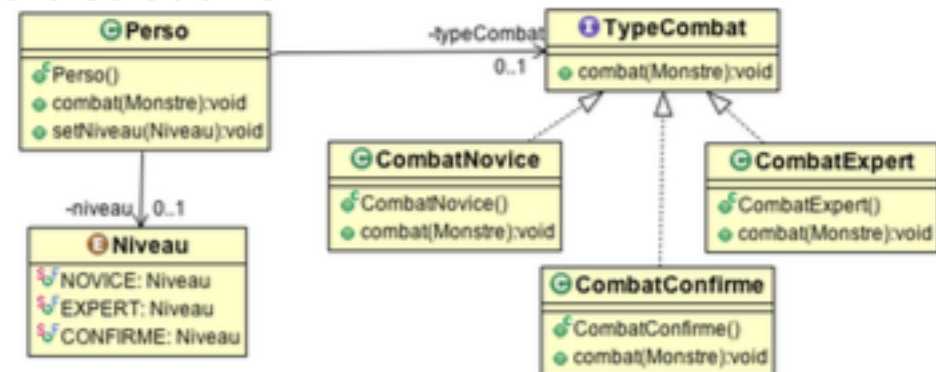 Perso
Perso()
combat(Monstre):void
setNiveau(Niveau):void
-typeCombat
0..1
TypeCombat
combat(Monstre):void
CombatNovice
CombatNovice()
combat(Monstre):void
CombatExpert
CombatExpert()
combat(Monstre):void
-niveau
0..1
Niveau
NOVICE: Niveau
EXPERT: Niveau
CONFIRME: Niveau
CombatConfirme
CombatConfirme()
combat(Monstre):void